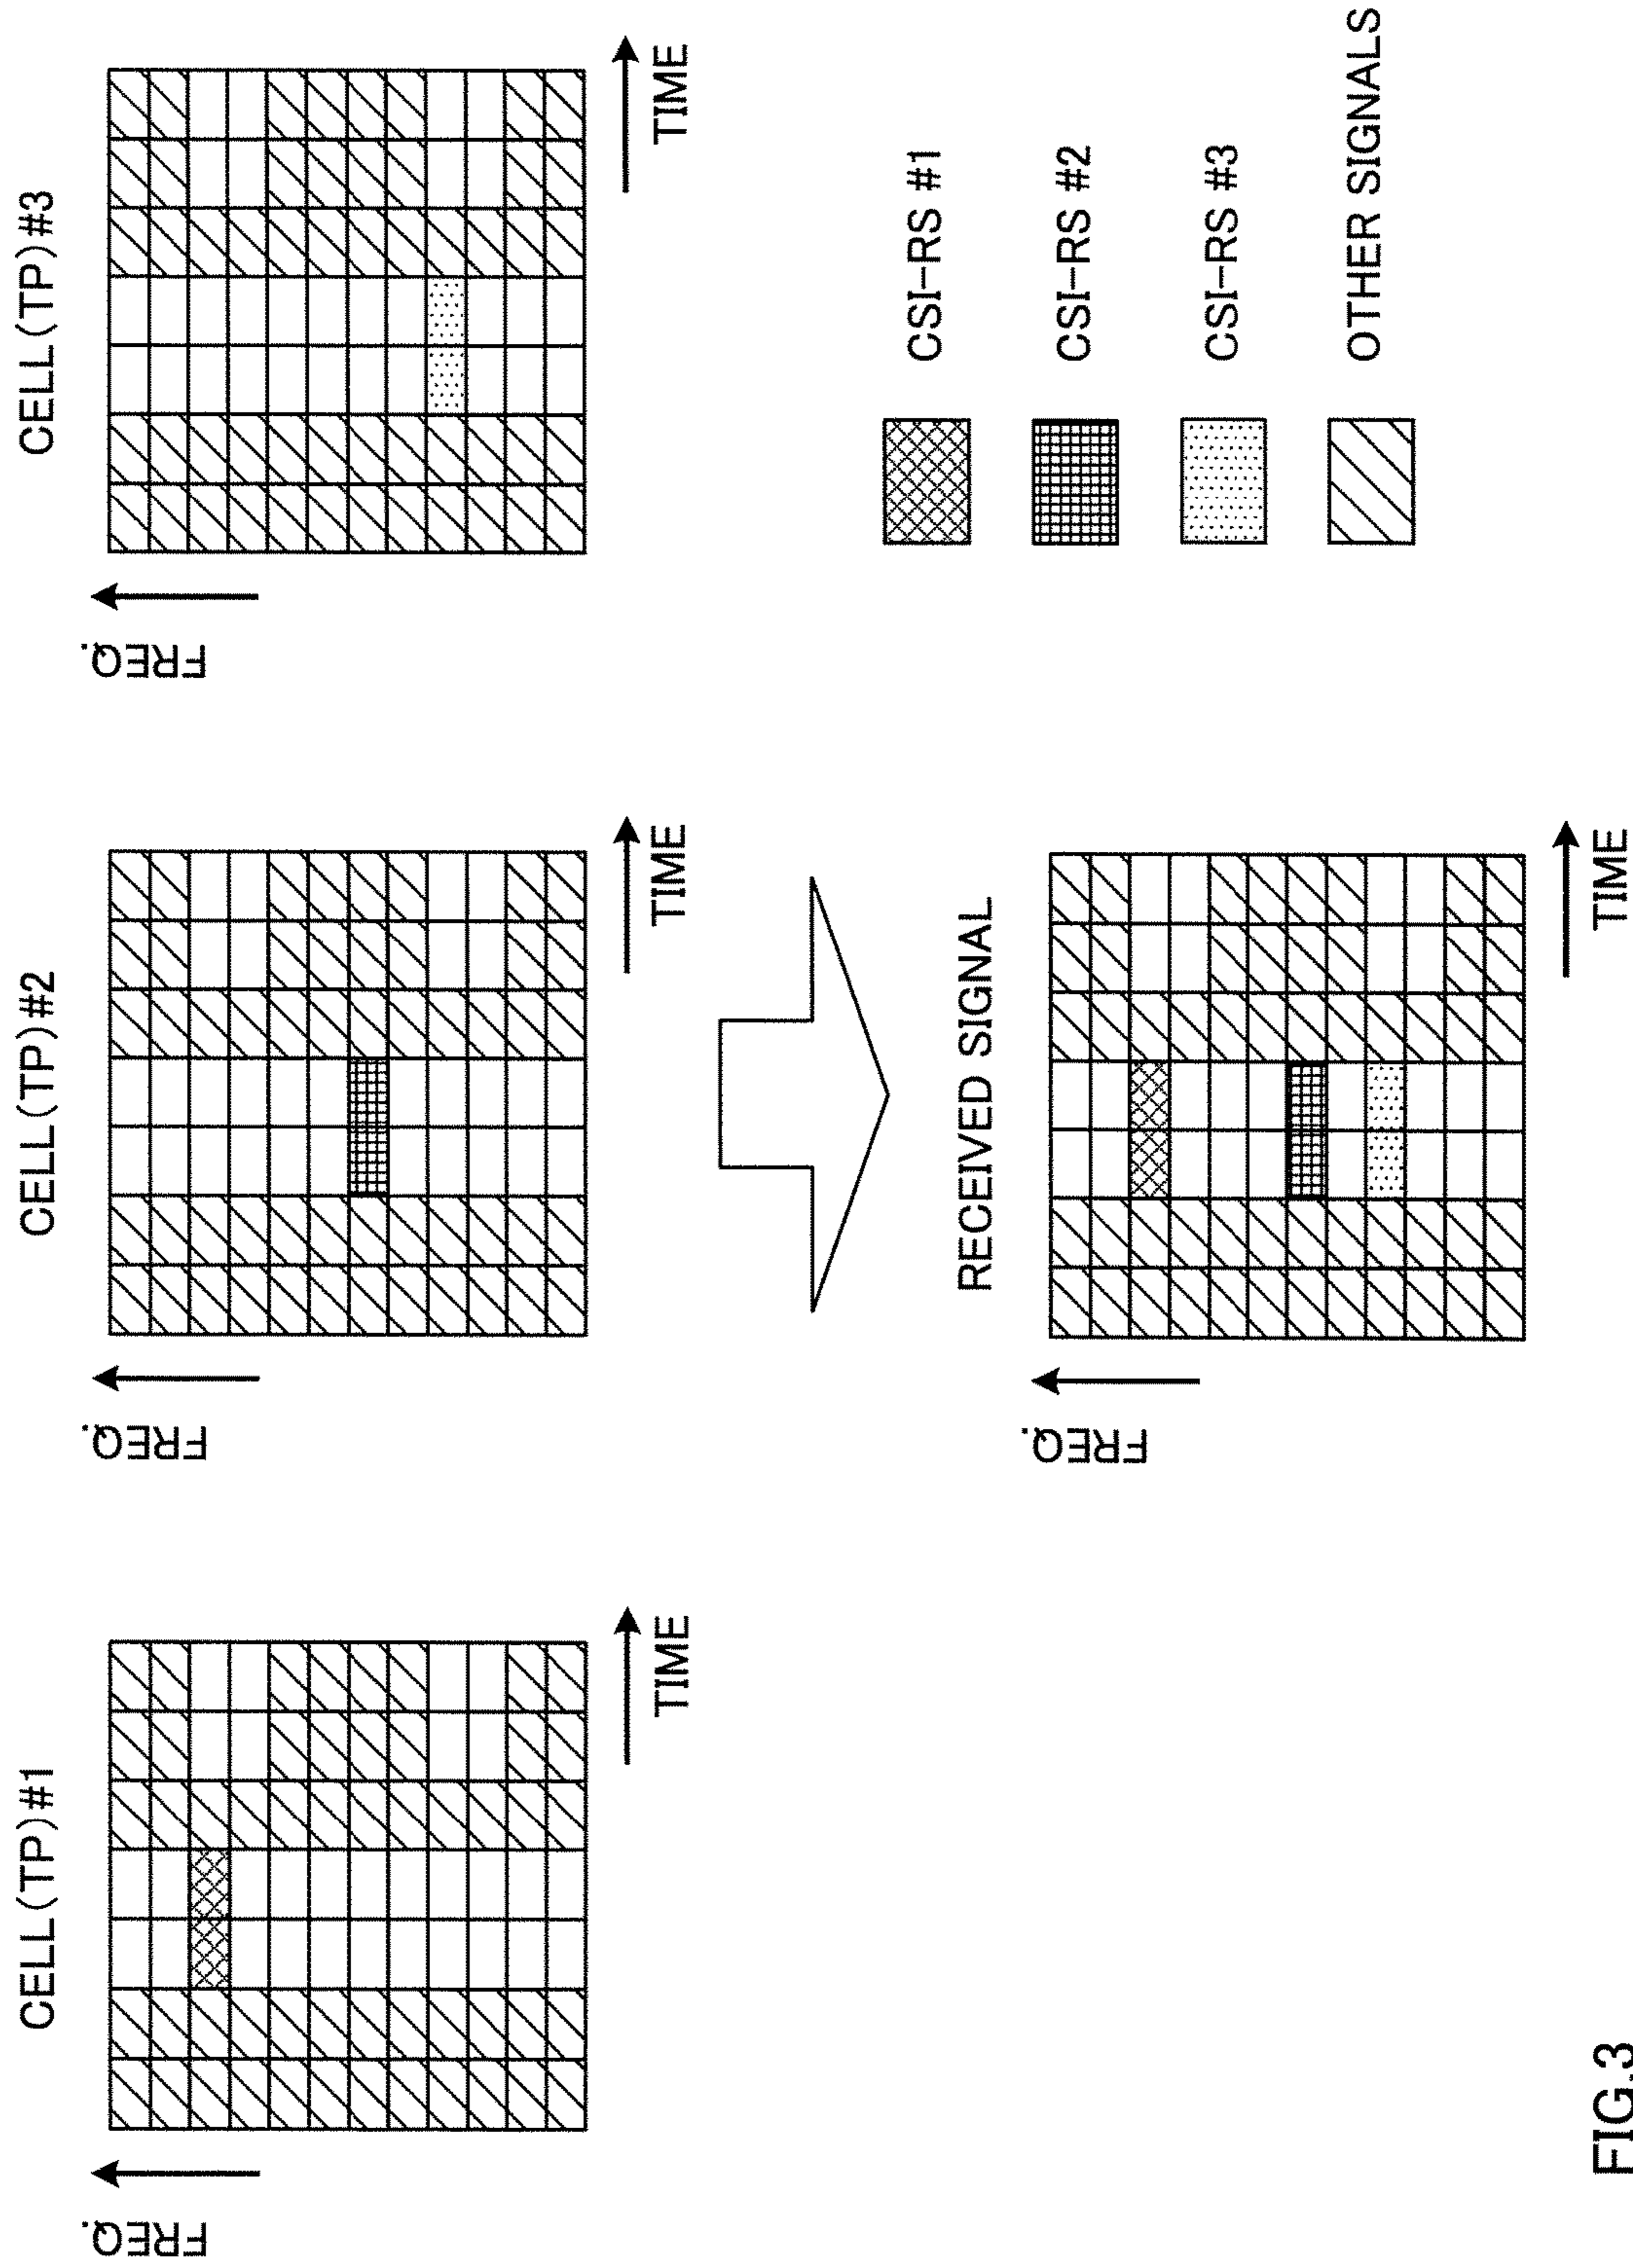 CELL(TP)#1
FREQ.
TIME
CELL(TP)#2
FREQ.
TIME
CELL(TP)#3
FREQ.
TIME
RECEIVED SIGNAL
FREQ.
TIME
CSI-RS #1
CSI-RS #2
CSI-RS #3
OTHER SIGNALS
FIG.3